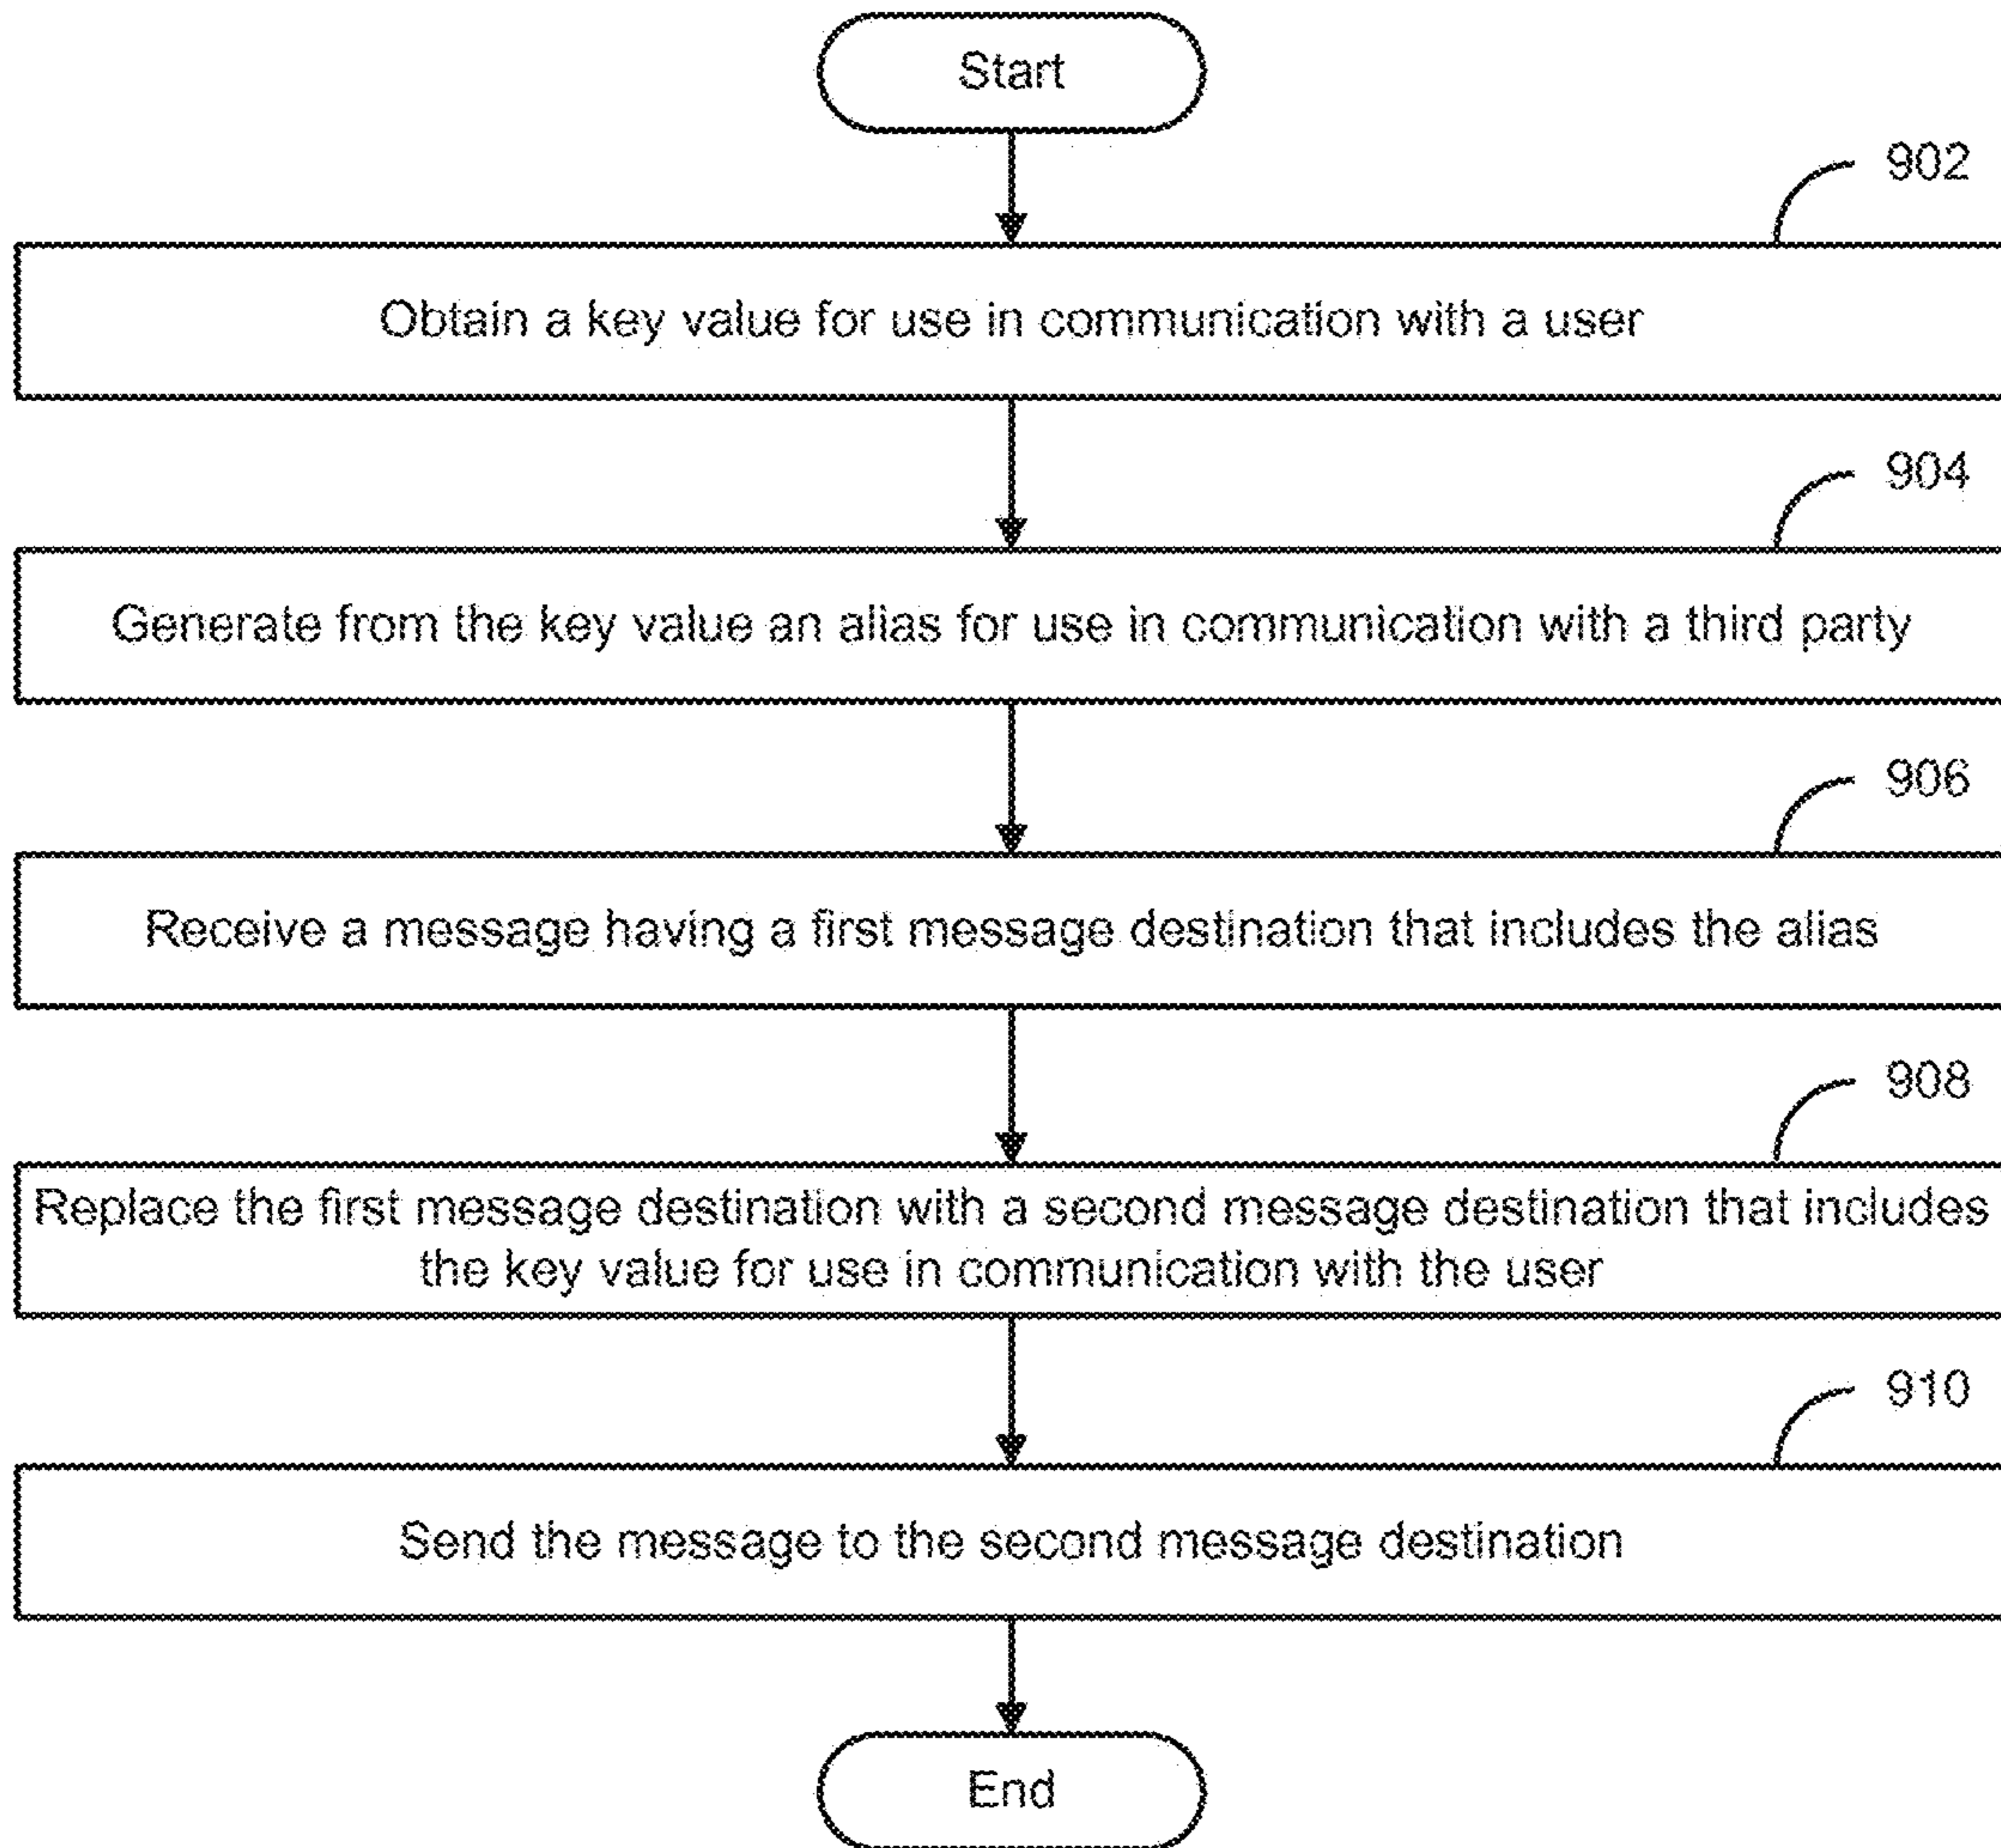 Start
902
Obtain a key value for use in communication with a user
904
Generate from the key value an alias for use in communication with a third party
906
Receive a message having a first message destination that includes the alias
908
Replace the first message destination with a second message destination that includes
the key value for use in communication with the user
910
Send the message to the second message destination
End